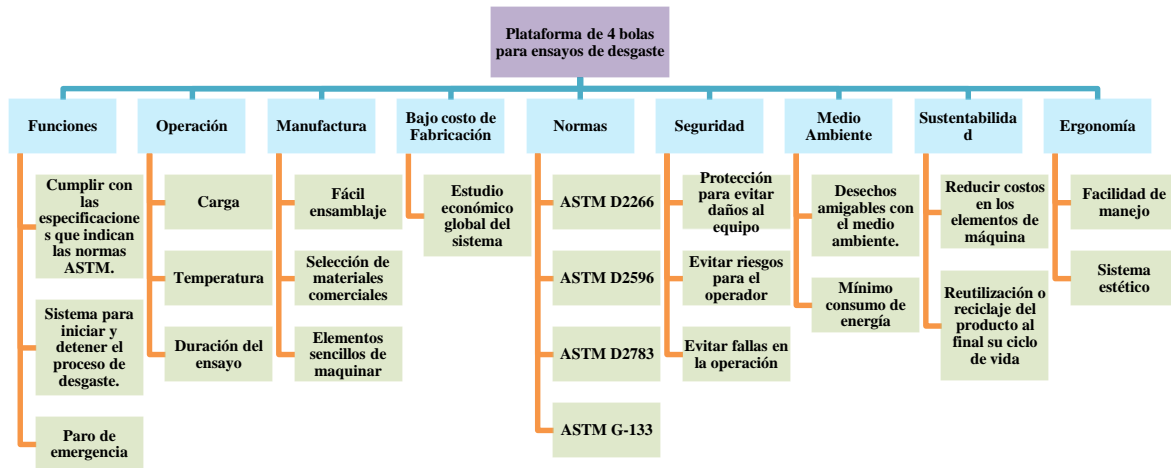 Plataforma de 4 bolas
para ensayos de desgaste
Funciones
Cumplir con
las
especificacione
s que indican
las normas
ASTM.
Sistema para
iniciar y
detener el
proceso de
desgaste.
Paro de
emergencia
Operación
Carga
Temperatura
Duración del
ensayo
Manufactura
Fácil
ensamblaje
Selección de
materiales
comerciales
Elementos
sencillos de
maquinar
Bajo costo de
Fabricación
Estudio
económico
global del
sistema
Normas
ASTM D2266
ASTM D2596
ASTM D2783
ASTM G-133
Seguridad
Protección
para evitar
daños al
equipo
Evitar riesgos
para el
operador
Evitar fallas en
la operación
Medio
Ambiente
Desechos
amigables con
el medio
ambiente.
Mínimo
consumo de
energía
Sustentabilida
d
Reducir costos
en los
elementos de
máquina
Reutilización o
reciclaje del
producto al
final su ciclo
de vida
Ergonomía
Facilidad de
manejo
Sistema
estético